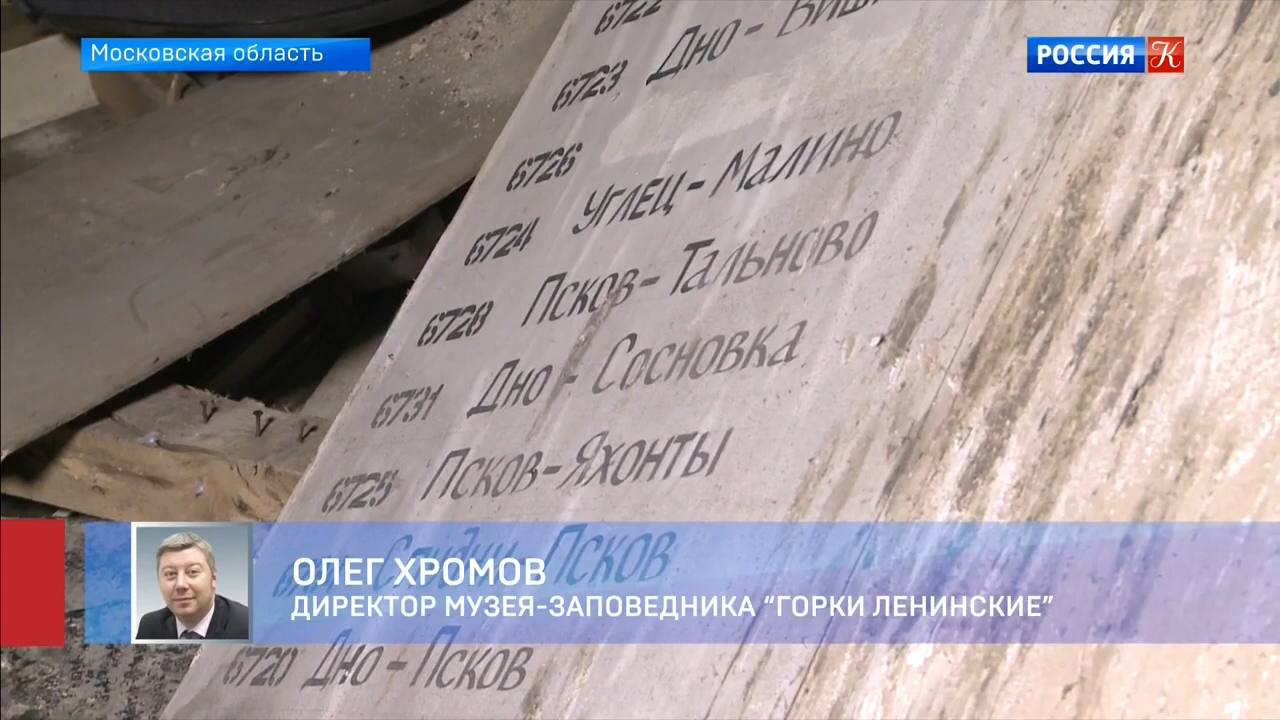 Московская область
РОССИЯ К
6722
6723 Дно -
6726
6724 Углец - Малино
6728 Псков - Тальново
6731 Дно - Сосновка
6725 Псков - Яхонты
Псков
ОЛЕГ ХРОМОВ
ДИРЕКТОР МУЗЕЯ-ЗАПОВЕДНИКА “ГОРКИ ЛЕНИНСКИЕ”
6720 Дно - Псков